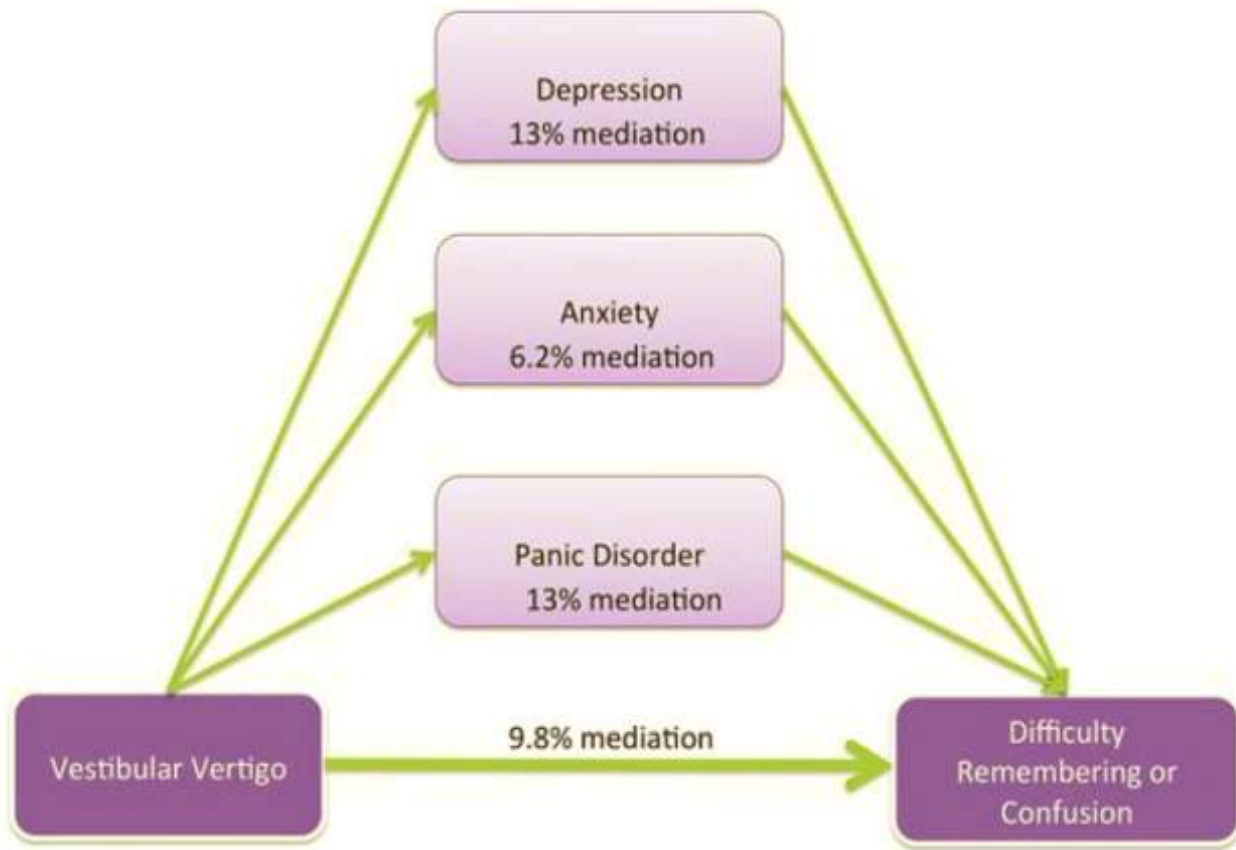 Depression
13% mediation
Anxiety
6.2% mediation
Panic Disorder
13% mediation
9.8% mediation
Vestibular Vertigo
Difficulty
Remembering or
Confusion